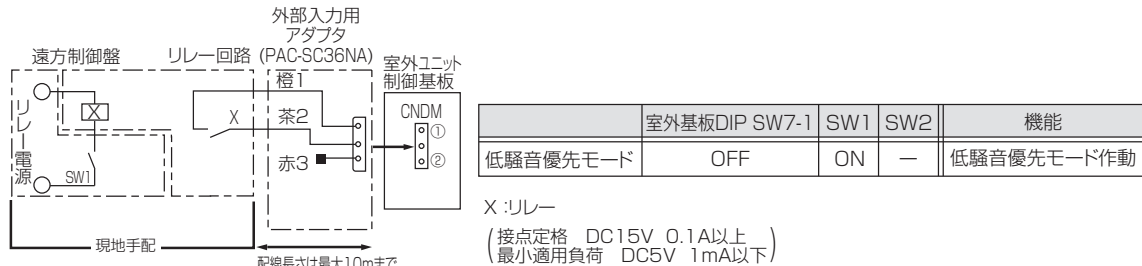 外部入力用
アダプタ
(PAC-SC36NA)
遠方制御盤
リレー回路
室外ユニット
制御基板
橙1
CNDM
①
X
X
茶2
リレー電源
赤3
②
SW1
現地手配
配線長さは最大10mまで
室外基板DIP SW7-1 SW1 SW2 機能
低騒音優先モード OFF ON － 低騒音優先モード作動
X :リレー
(接点定格 DC15V 0.1A以上
最小適用負荷 DC5V 1mA以下)